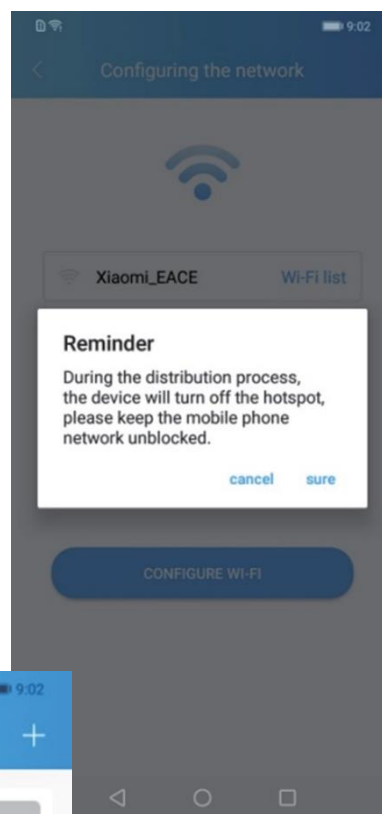 9:02
Configuring the network
Xiaomi_EACE Wi-Fi list
Reminder
During the distribution process,
the device will turn off the hotspot,
please keep the mobile phone
network unblocked.
cancel sure
CONFIGURE WI-FI
9:02
+